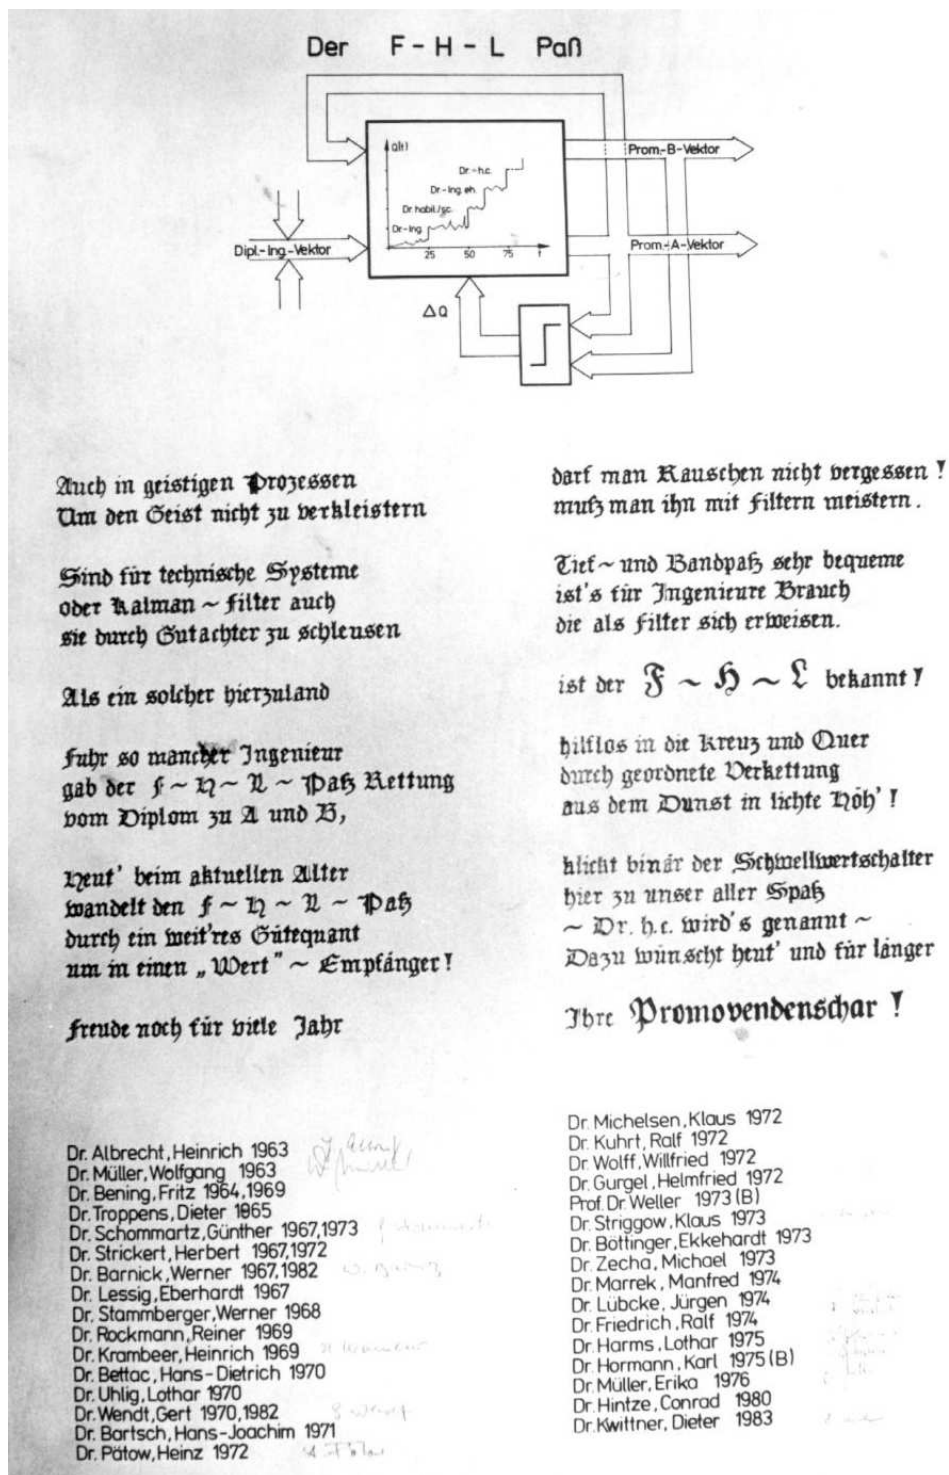 Der F - H - L Paß
Q(t)
Dr.-h.c.
Dr.-Ing. eh.
Dr. habil./sc.
Dr.-Ing.
25 50 75 t
Prom.-B-Vektor
Dipl.-Ing.-Vektor
Prom.-A-Vektor
ΔQ
Auch in geistigen Prozessen darf man Rauschen nicht vergessen!
Um den Geist nicht zu verkleistern muß man ihn mit Filtern meistern.
Sind für technische Systeme Tief~ und Bandpaß sehr bequeme
oder Kalman ~ Filter auch ist's für Ingenieure Brauch
sie durch Gutachter zu schleusen die als Filter sich erweisen.
Als ein solcher hierzuland ist der F ~ H ~ L bekannt!
Fuhr so mancher Ingenieur hilflos in die Kreuz und Quer
gab der F ~ H ~ L ~ Paß Rettung durch geordnete Verkettung
vom Diplom zu A und B, aus dem Dunst in lichte Höh'!
Heut' beim aktuellen Alter klickt binär der Schwellwertschalter
wandelt den F ~ H ~ L ~ Paß hier zu unser aller Spaß
durch ein weit'res Gütequant ~ Dr. h.c. wird's genannt ~
um in einen „Wert" ~ Empfänger! Dazu wünscht heut' und für länger
Freude noch für viele Jahr Ihre Promovendenschar!
Dr. Albrecht, Heinrich 1963
Dr. Müller, Wolfgang 1963
Dr. Bening, Fritz 1964,1969
Dr. Troppens, Dieter 1965
Dr. Schommartz, Günther 1967,1973
Dr. Strickert, Herbert 1967,1972
Dr. Barnick, Werner 1967,1982
Dr. Lessig, Eberhardt 1967
Dr. Stammberger, Werner 1968
Dr. Rockmann, Reiner 1969
Dr. Krambeer, Heinrich 1969
Dr. Bettac, Hans-Dietrich 1970
Dr. Uhlig, Lothar 1970
Dr. Wendt, Gert 1970,1982
Dr. Bartsch, Hans-Joachim 1971
Dr. Pätow, Heinz 1972
Dr. Michelsen, Klaus 1972
Dr. Kuhrt, Ralf 1972
Dr. Wolff, Willfried 1972
Dr. Gurgel, Helmfried 1972
Prof. Dr. Weller 1973 (B)
Dr. Striggow, Klaus 1973
Dr. Böttinger, Ekkehardt 1973
Dr. Zecha, Michael 1973
Dr. Marrek, Manfred 1974
Dr. Lübcke, Jürgen 1974
Dr. Friedrich, Ralf 1974
Dr. Harms, Lothar 1975
Dr. Hormann, Karl 1975 (B)
Dr. Müller, Erika 1976
Dr. Hintze, Conrad 1980
Dr. Kwittner, Dieter 1983